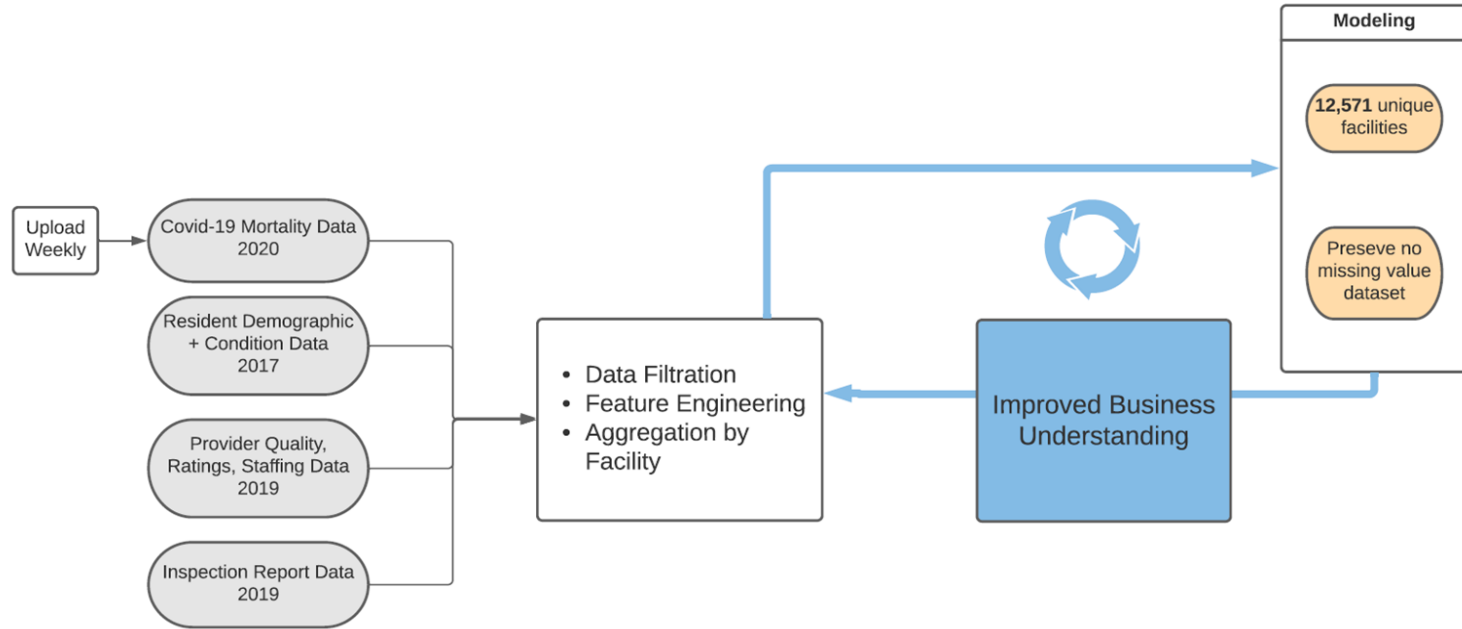 Modeling
12,571 unique
facilities
Preseve no
missing value
dataset
Upload
Weekly
Covid-19 Mortality Data
2020
Resident Demographic
+ Condition Data
2017
Provider Quality,
Ratings, Staffing Data
2019
Inspection Report Data
2019
• Data Filtration
• Feature Engineering
• Aggregation by
Facility
Improved Business
Understanding